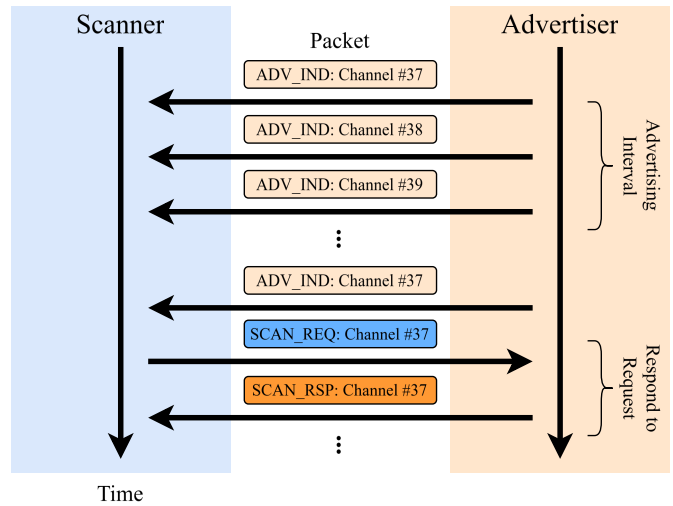 Scanner
Packet
Advertiser
ADV_IND: Channel #37
ADV_IND: Channel #38
ADV_IND: Channel #39
Advertising
Interval
ADV_IND: Channel #37
SCAN_REQ: Channel #37
SCAN_RSP: Channel #37
Respond to
Request
Time